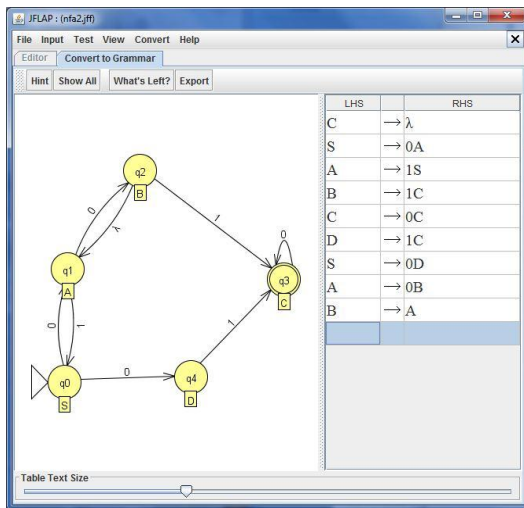 JFLAP : (nfa2.jff)
File Input Test View Convert Help
Editor Convert to Grammar
Hint Show All What's Left? Export
LHS RHS
C → λ
S → 0A
A → 1S
B → 1C
C → 0C
D → 1C
S → 0D
A → 0B
B → A
q2
B
0
λ
1
0
q1
A
q3
C
0
1
1
q0
S
0
q4
D
Table Text Size